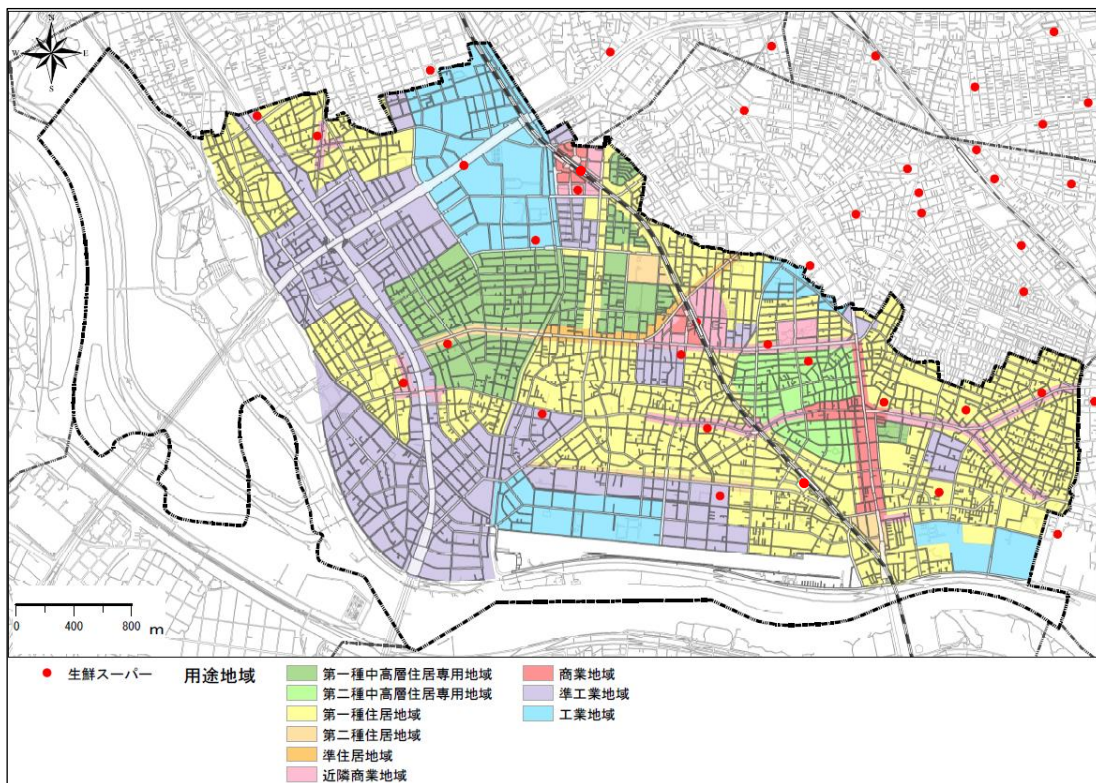 N
W E
S
0 400 800 m
生鮮スーパー
用途地域
第一種中高層住居専用地域
第二種中高層住居専用地域
第一種住居地域
第二種住居地域
準住居地域
近隣商業地域
商業地域
準工業地域
工業地域